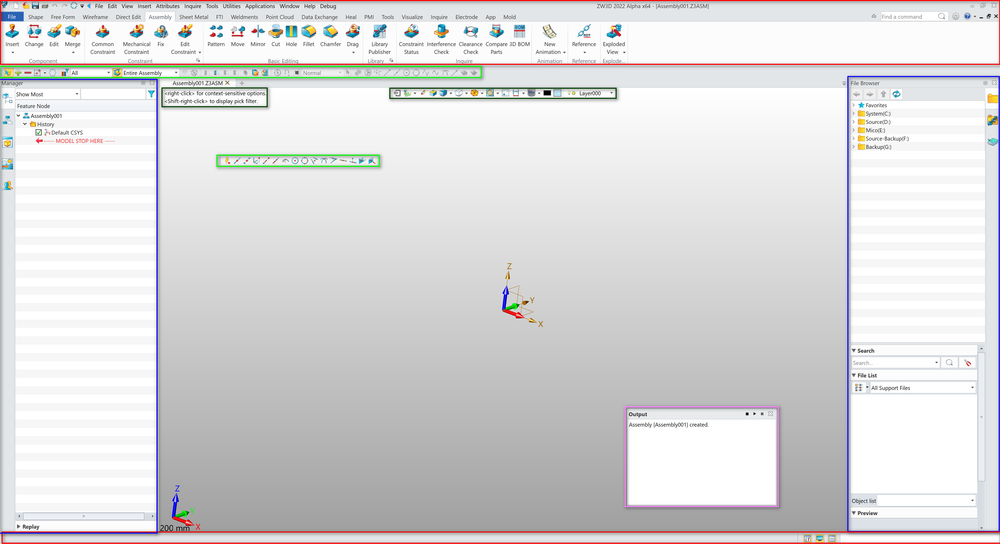 File Edit View Insert Attributes Inquire Tools Utilities Applications Window Help Debug
ZW3D 2022 Alpha x64 - [Assembly001.Z3ASM]
File Shape Free Form Wireframe Direct Edit Assembly Sheet Metal FTI Weldments Point Cloud Data Exchange Heal PMI Tools Visualize Inquire Electrode App Mold
Find a command
Insert Change Edit Merge
Component
Common Constraint
Mechanical Constraint
Fix
Edit Constraint
Constraint
Pattern Move Mirror Cut Hole Fillet Chamfer Drag
Basic Editing
Library Publisher
Library
Constraint Status
Interference Check
Clearance Check
Compare Parts
BOM
3D BOM
Inquire
New Animation
Animation
REF
Reference
Reference
Exploded View
Explode...
All
Entire Assembly
Normal
Manager
Show Most
Feature Node
Assembly001
History
Default CSYS
----- MODEL STOP HERE -----
Replay
Assembly001.Z3ASM
<right-click> for context-sensitive options.
<Shift-right-click> to display pick filter.
Layer000
Z
Y
X
Output
Assembly [Assembly001] created.
Z
Y
X
200 mm
File Browser
Favorites
System(C:)
Source(D:)
Mico(E:)
Source-Backup(F:)
Backup(G:)
Search
Search...
File List
All Support Files
Object list
Preview